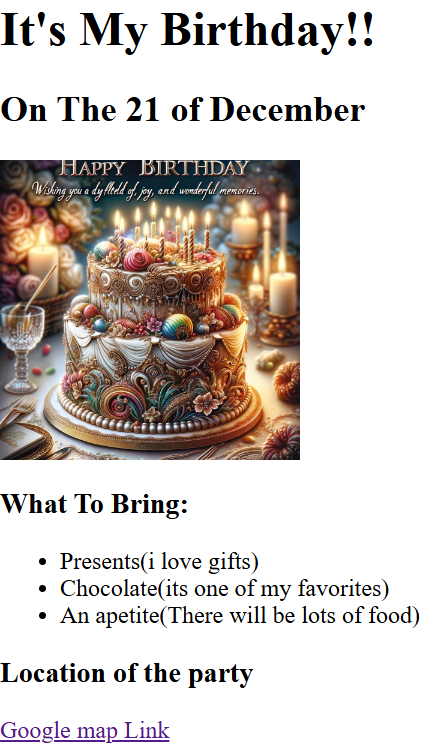 It's My Birthday!!
On The 21 of December
HAPPY BIRTHDAY
Wishing you a dyflteld of, joy, and wonderful memories.
What To Bring:
Presents(i love gifts)
Chocolate(its one of my favorites)
An apetite(There will be lots of food)
Location of the party
Google map Link